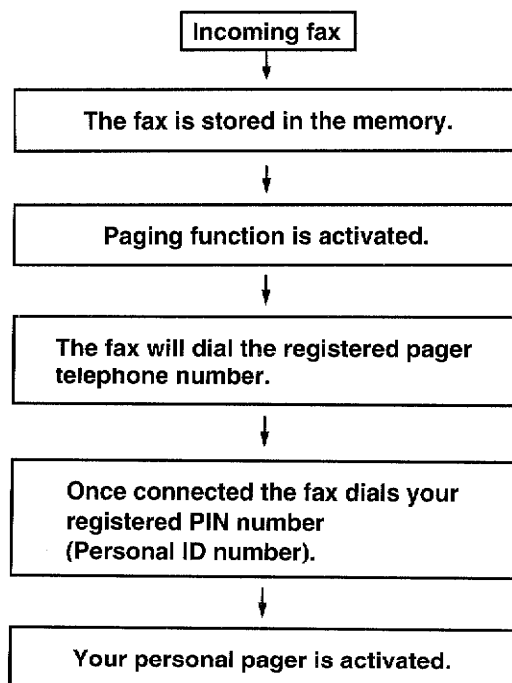 Incoming fax
The fax is stored in the memory.
Paging function is activated.
The fax will dial the registered pager
telephone number.
Once connected the fax dials your
registered PIN number
(Personal ID number).
Your personal pager is activated.